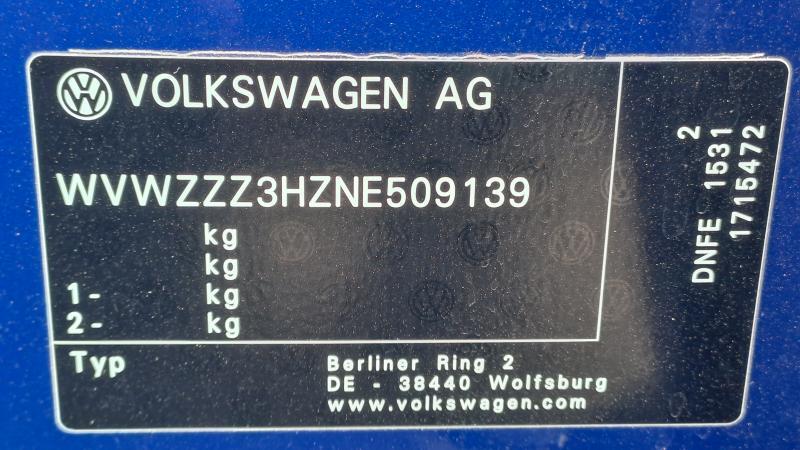 VOLKSWAGEN AG
WVWZZZ3HZNE509139
kg
kg
1- kg
2- kg
Typ
Berliner Ring 2
DE - 38440 Wolfsburg
www.volkswagen.com
2
DNFE 1531
1715472